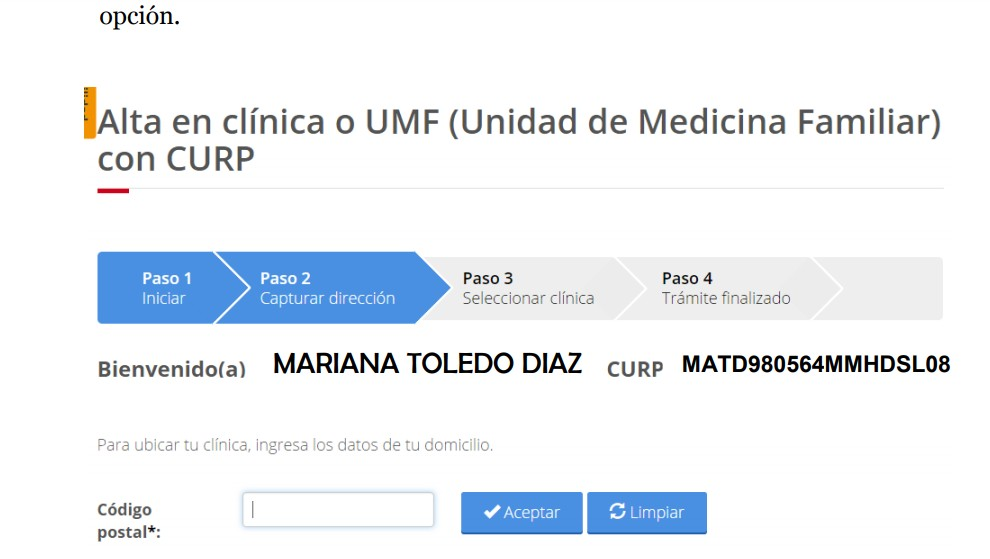 opción.
Alta en clínica o UMF (Unidad de Medicina Familiar)
con CURP
Paso 1
Iniciar
Paso 2
Capturar dirección
Paso 3
Seleccionar clínica
Paso 4
Trámite finalizado
Bienvenido(a) MARIANA TOLEDO DIAZ CURP MATD980564MMHDSL08
Para ubicar tu clínica, ingresa los datos de tu domicilio.
Código
postal*:
Aceptar
Limpiar